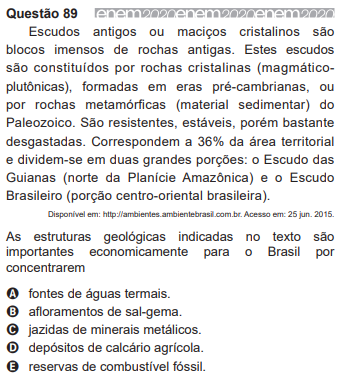 Questão 89 enem2020enem2020enem2020
Escudos antigos ou maciços cristalinos são
blocos imensos de rochas antigas. Estes escudos
são constituídos por rochas cristalinas (magmático-
plutônicas), formadas em eras pré-cambrianas, ou
por rochas metamórficas (material sedimentar) do
Paleozoico. São resistentes, estáveis, porém bastante
desgastadas. Correspondem a 36% da área territorial
e dividem-se em duas grandes porções: o Escudo das
Guianas (norte da Planície Amazônica) e o Escudo
Brasileiro (porção centro-oriental brasileira).
Disponível em: http://ambientes.ambientebrasil.com.br. Acesso em: 25 jun. 2015.
As estruturas geológicas indicadas no texto são
importantes economicamente para o Brasil por
concentrarem
A fontes de águas termais.
B afloramentos de sal-gema.
C jazidas de minerais metálicos.
D depósitos de calcário agrícola.
E reservas de combustível fóssil.